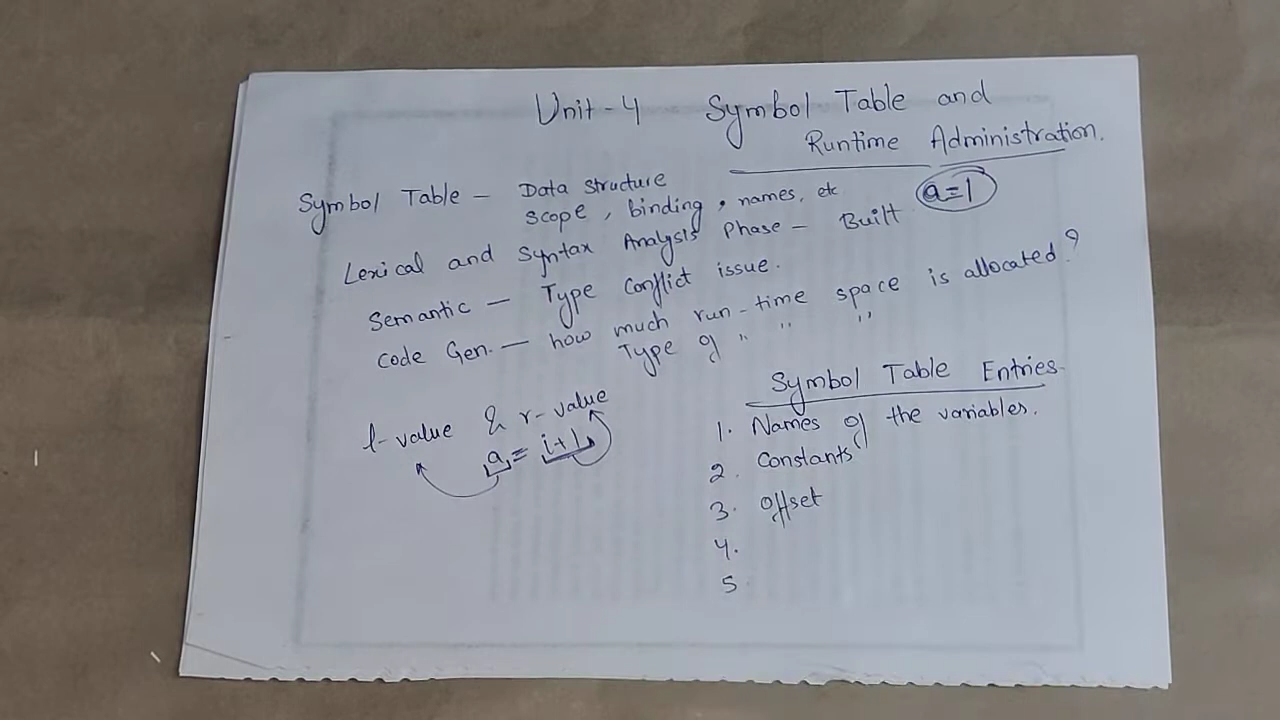 Unit-4 Symbol Table and
Runtime Administration.
Symbol Table - Data Structure
scope, binding, names, etc
a=1
Lexical and Syntax Analysis Phase - Built
Semantic - Type Conflict issue.
Code Gen. - how much run-time space is allocated?
Type of " " "
l-value & r-value
a = i+1
Symbol Table Entries.
1. Names of the variables.
2. Constants
3. Offset
4.
5